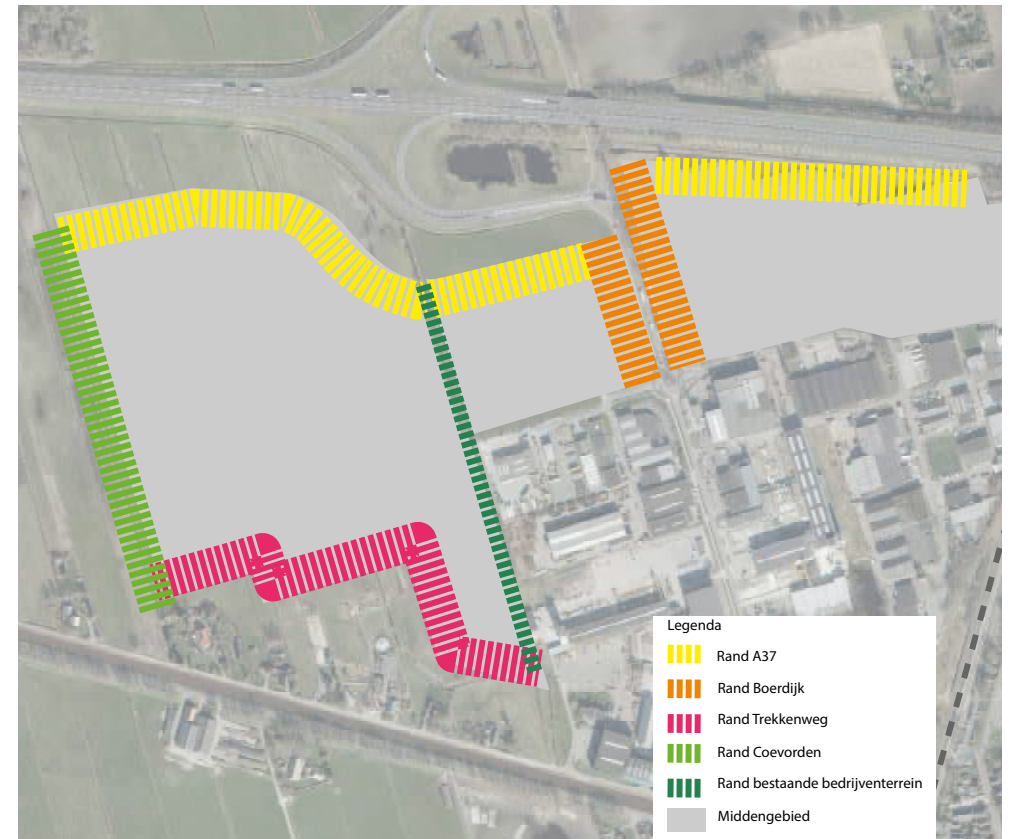 Legenda
Rand A37
Rand Boerdijk
Rand Trekkenweg
Rand Coevorden
Rand bestaande bedrijventerrein
Middengebied